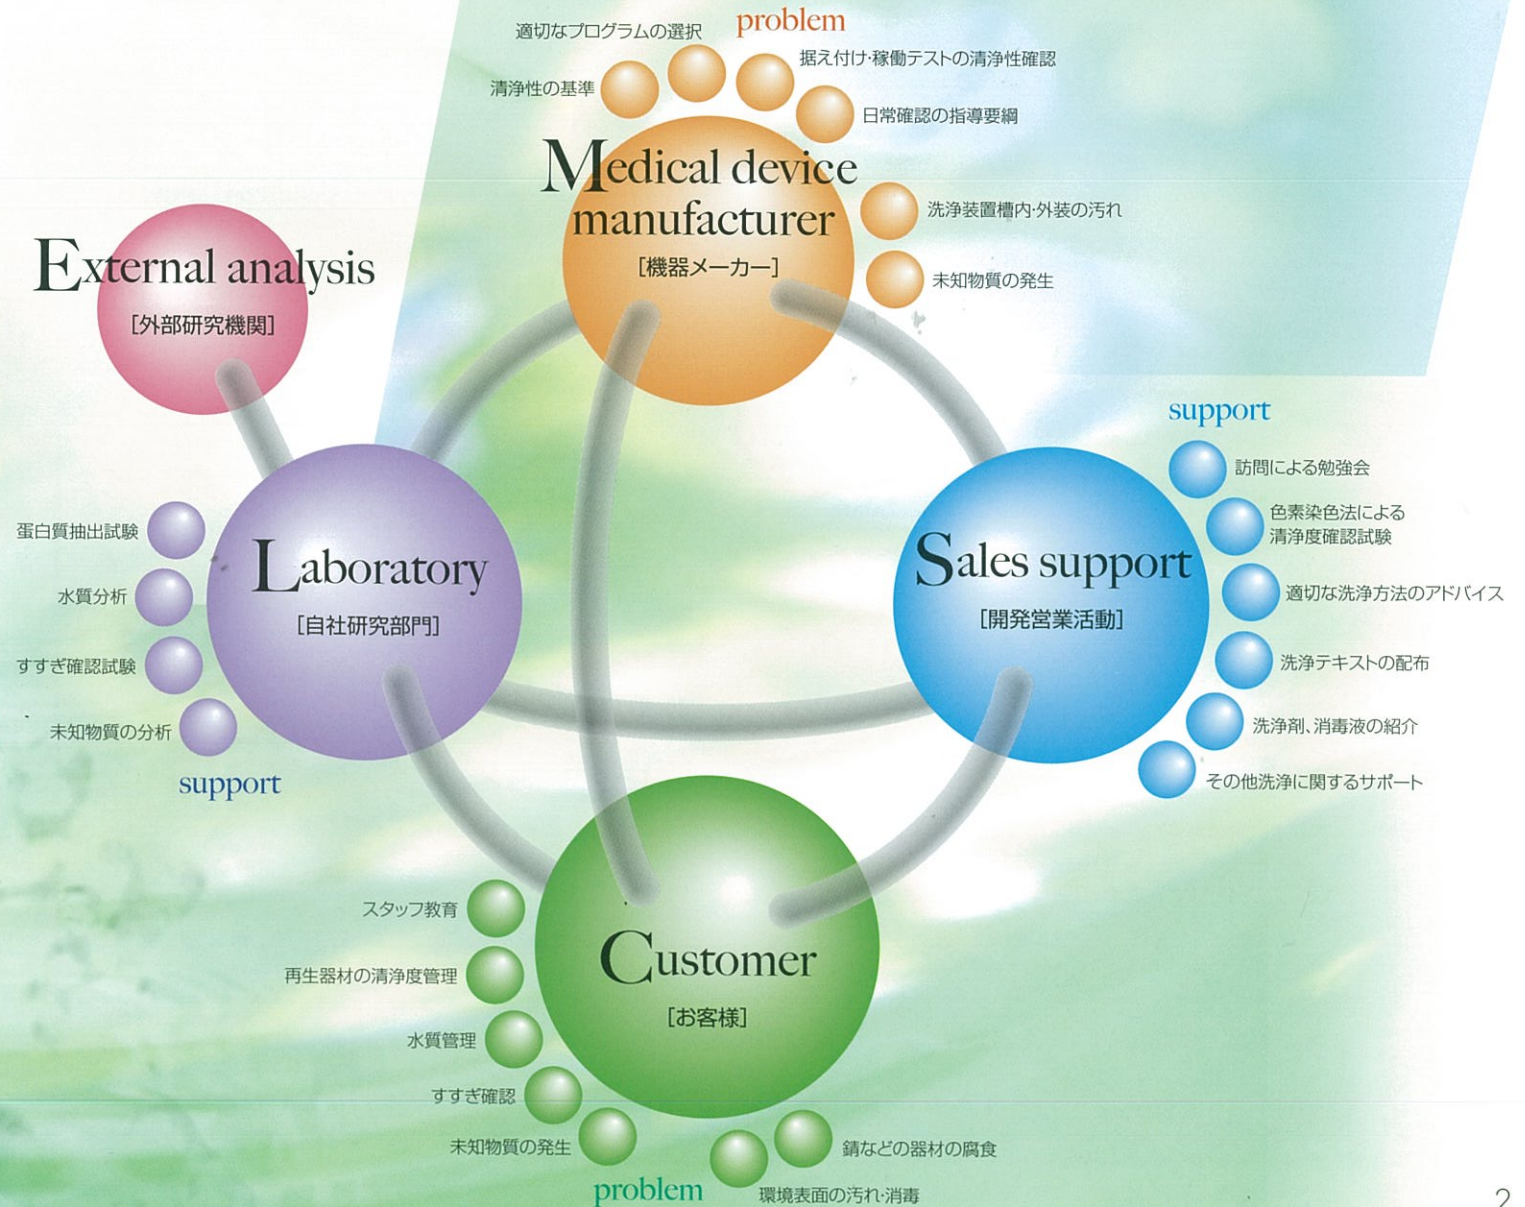 problem
適切なプログラムの選択
据え付け・稼働テストの清浄性確認
清浄性の基準
日常確認の指導要綱
Medical device
manufacturer
[機器メーカー]
洗浄装置槽内・外装の汚れ
未知物質の発生
External analysis
[外部研究機関]
support
訪問による勉強会
色素染色法による
清浄度確認試験
適切な洗浄方法のアドバイス
洗浄テキストの配布
洗浄剤、消毒液の紹介
その他洗浄に関するサポート
Sales support
[開発営業活動]
Laboratory
[自社研究部門]
蛋白質抽出試験
水質分析
すすぎ確認試験
未知物質の分析
support
Customer
[お客様]
スタッフ教育
再生器材の清浄度管理
水質管理
すすぎ確認
未知物質の発生
problem
錆などの器材の腐食
環境表面の汚れ・消毒
2